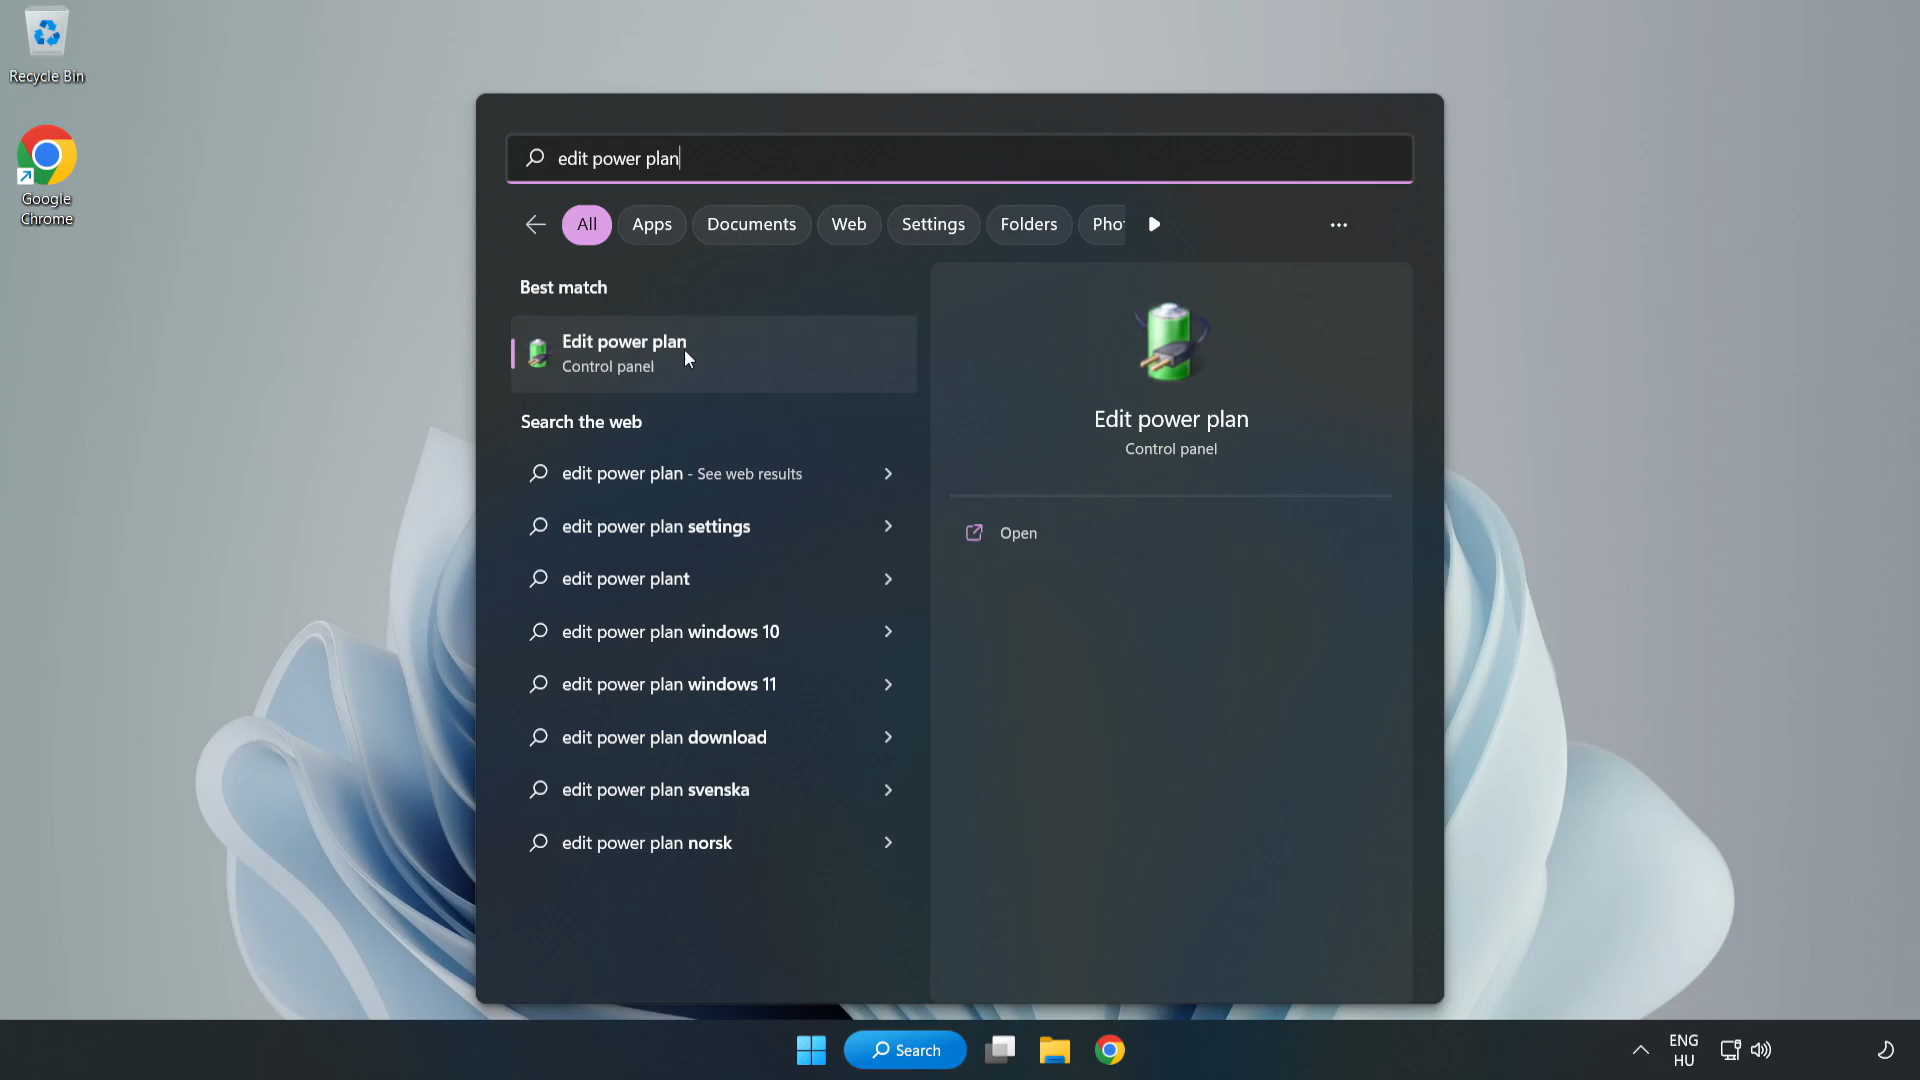 Recycle Bin
Google
Chrome
edit power plan
All Apps Documents Web Settings Folders Pho
Best match
Edit power plan
Control panel
Search the web
edit power plan - See web results
edit power plan settings
edit power plant
edit power plan windows 10
edit power plan windows 11
edit power plan download
edit power plan svenska
edit power plan norsk
Edit power plan
Control panel
Open
Search
ENG
HU